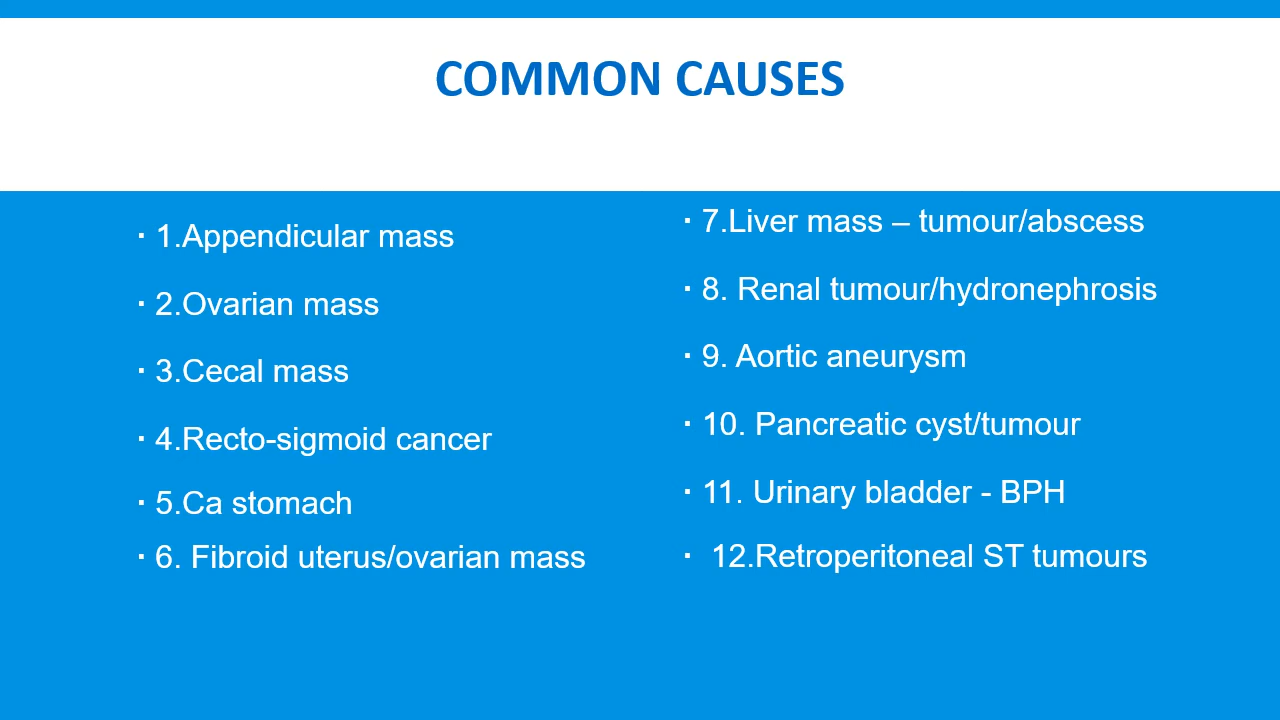 COMMON CAUSES
▪ 1.Appendicular mass
▪ 2.Ovarian mass
▪ 3.Cecal mass
▪ 4.Recto-sigmoid cancer
▪ 5.Ca stomach
▪ 6. Fibroid uterus/ovarian mass
▪ 7.Liver mass – tumour/abscess
▪ 8. Renal tumour/hydronephrosis
▪ 9. Aortic aneurysm
▪ 10. Pancreatic cyst/tumour
▪ 11. Urinary bladder - BPH
▪ 12.Retroperitoneal ST tumours